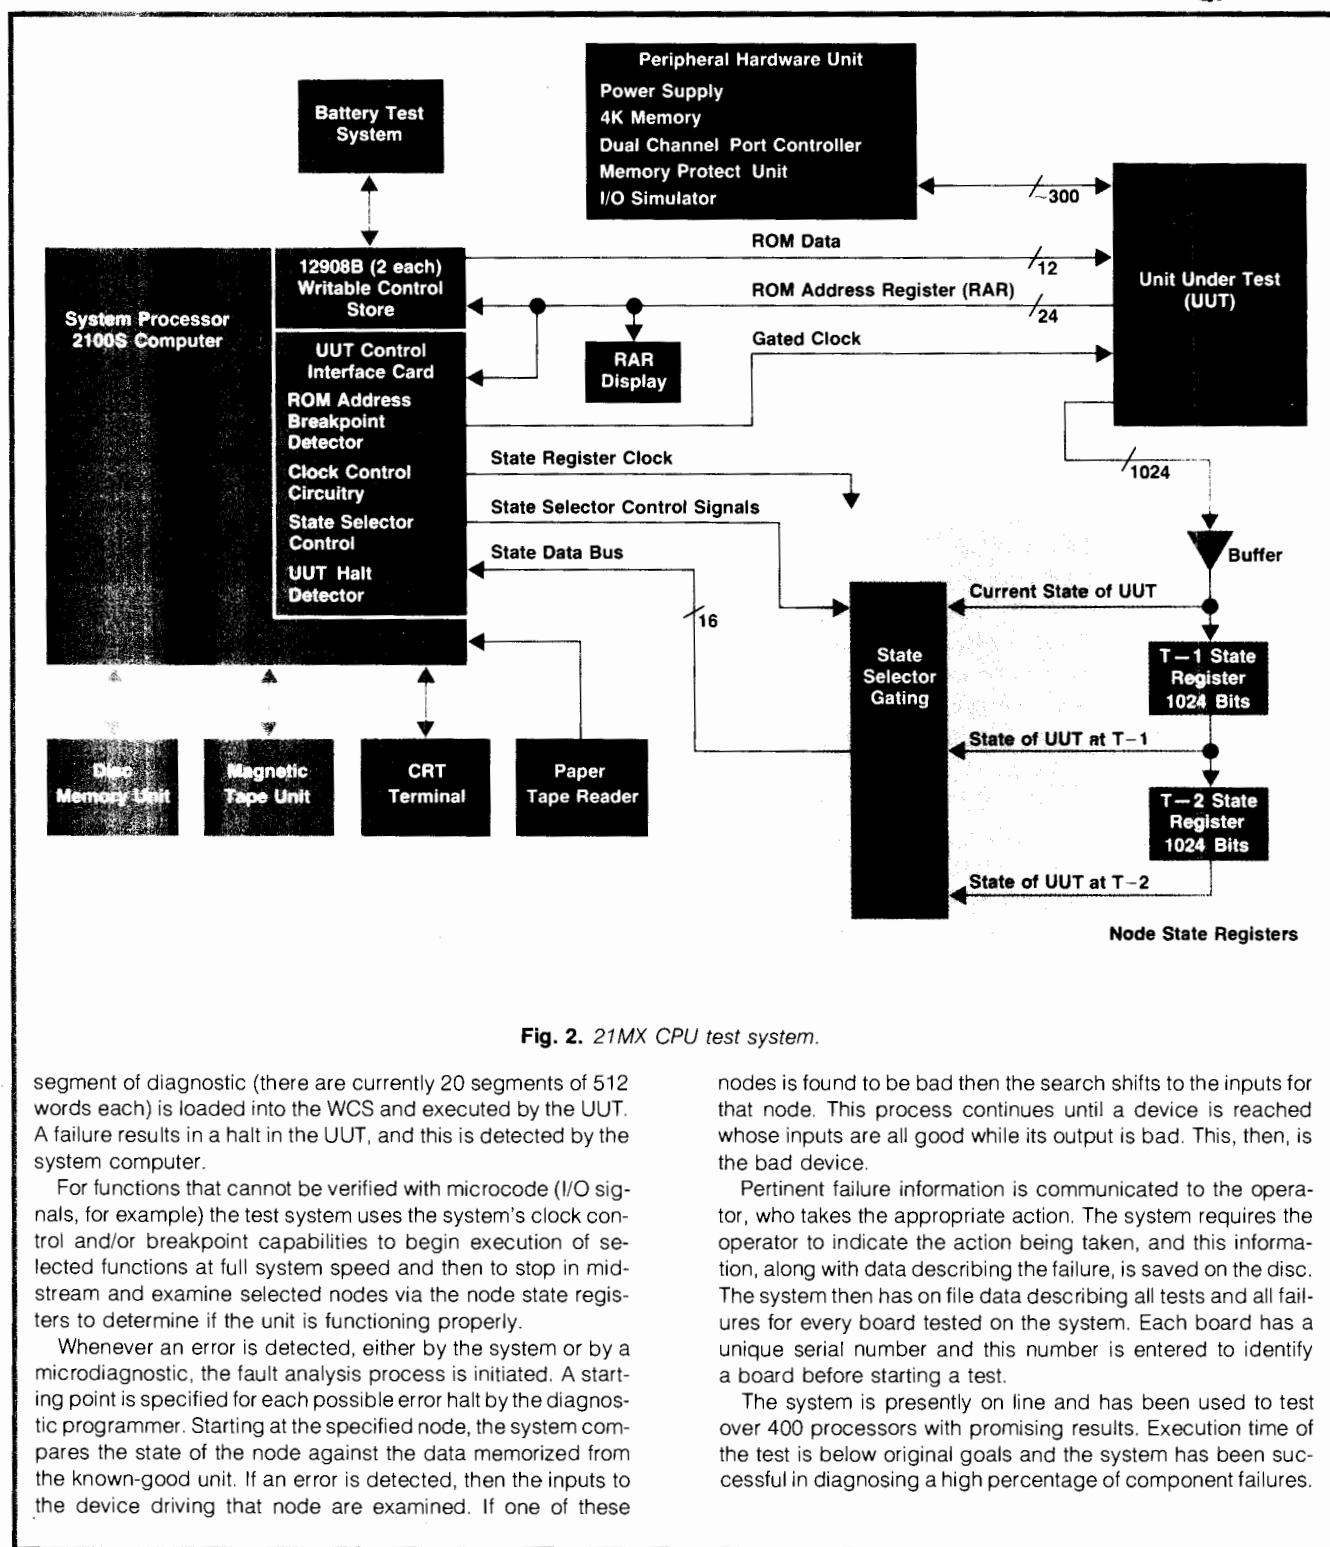 Peripheral Hardware Unit
Power Supply
4K Memory
Dual Channel Port Controller
Memory Protect Unit
I/O Simulator
Battery Test
System
~300
ROM Data
12
12908B (2 each)
Writable Control
Store
ROM Address Register (RAR)
24
Unit Under Test
(UUT)
System Processor
2100S Computer
Gated Clock
UUT Control
Interface Card
RAR
Display
ROM Address
Breakpoint
Detector
State Register Clock
1024
Clock Control
Circuitry
State Selector Control Signals
State Selector
Control
State Data Bus
Buffer
UUT Halt
Detector
16
Current State of UUT
State
Selector
Gating
T–1 State
Register
1024 Bits
State of UUT at T–1
Disc
Memory Unit
Magnetic
Tape Unit
CRT
Terminal
Paper
Tape Reader
T–2 State
Register
1024 Bits
State of UUT at T–2
Node State Registers
Fig. 2. 21MX CPU test system.
segment of diagnostic (there are currently 20 segments of 512
words each) is loaded into the WCS and executed by the UUT.
A failure results in a halt in the UUT, and this is detected by the
system computer.
For functions that cannot be verified with microcode (I/O sig-
nals, for example) the test system uses the system's clock con-
trol and/or breakpoint capabilities to begin execution of se-
lected functions at full system speed and then to stop in mid-
stream and examine selected nodes via the node state regis-
ters to determine if the unit is functioning properly.
Whenever an error is detected, either by the system or by a
microdiagnostic, the fault analysis process is initiated. A start-
ing point is specified for each possible error halt by the diagnos-
tic programmer. Starting at the specified node, the system com-
pares the state of the node against the data memorized from
the known-good unit. If an error is detected, then the inputs to
the device driving that node are examined. If one of these
nodes is found to be bad then the search shifts to the inputs for
that node. This process continues until a device is reached
whose inputs are all good while its output is bad. This, then, is
the bad device.
Pertinent failure information is communicated to the opera-
tor, who takes the appropriate action. The system requires the
operator to indicate the action being taken, and this informa-
tion, along with data describing the failure, is saved on the disc.
The system then has on file data describing all tests and all fail-
ures for every board tested on the system. Each board has a
unique serial number and this number is entered to identify
a board before starting a test.
The system is presently on line and has been used to test
over 400 processors with promising results. Execution time of
the test is below original goals and the system has been suc-
cessful in diagnosing a high percentage of component failures.